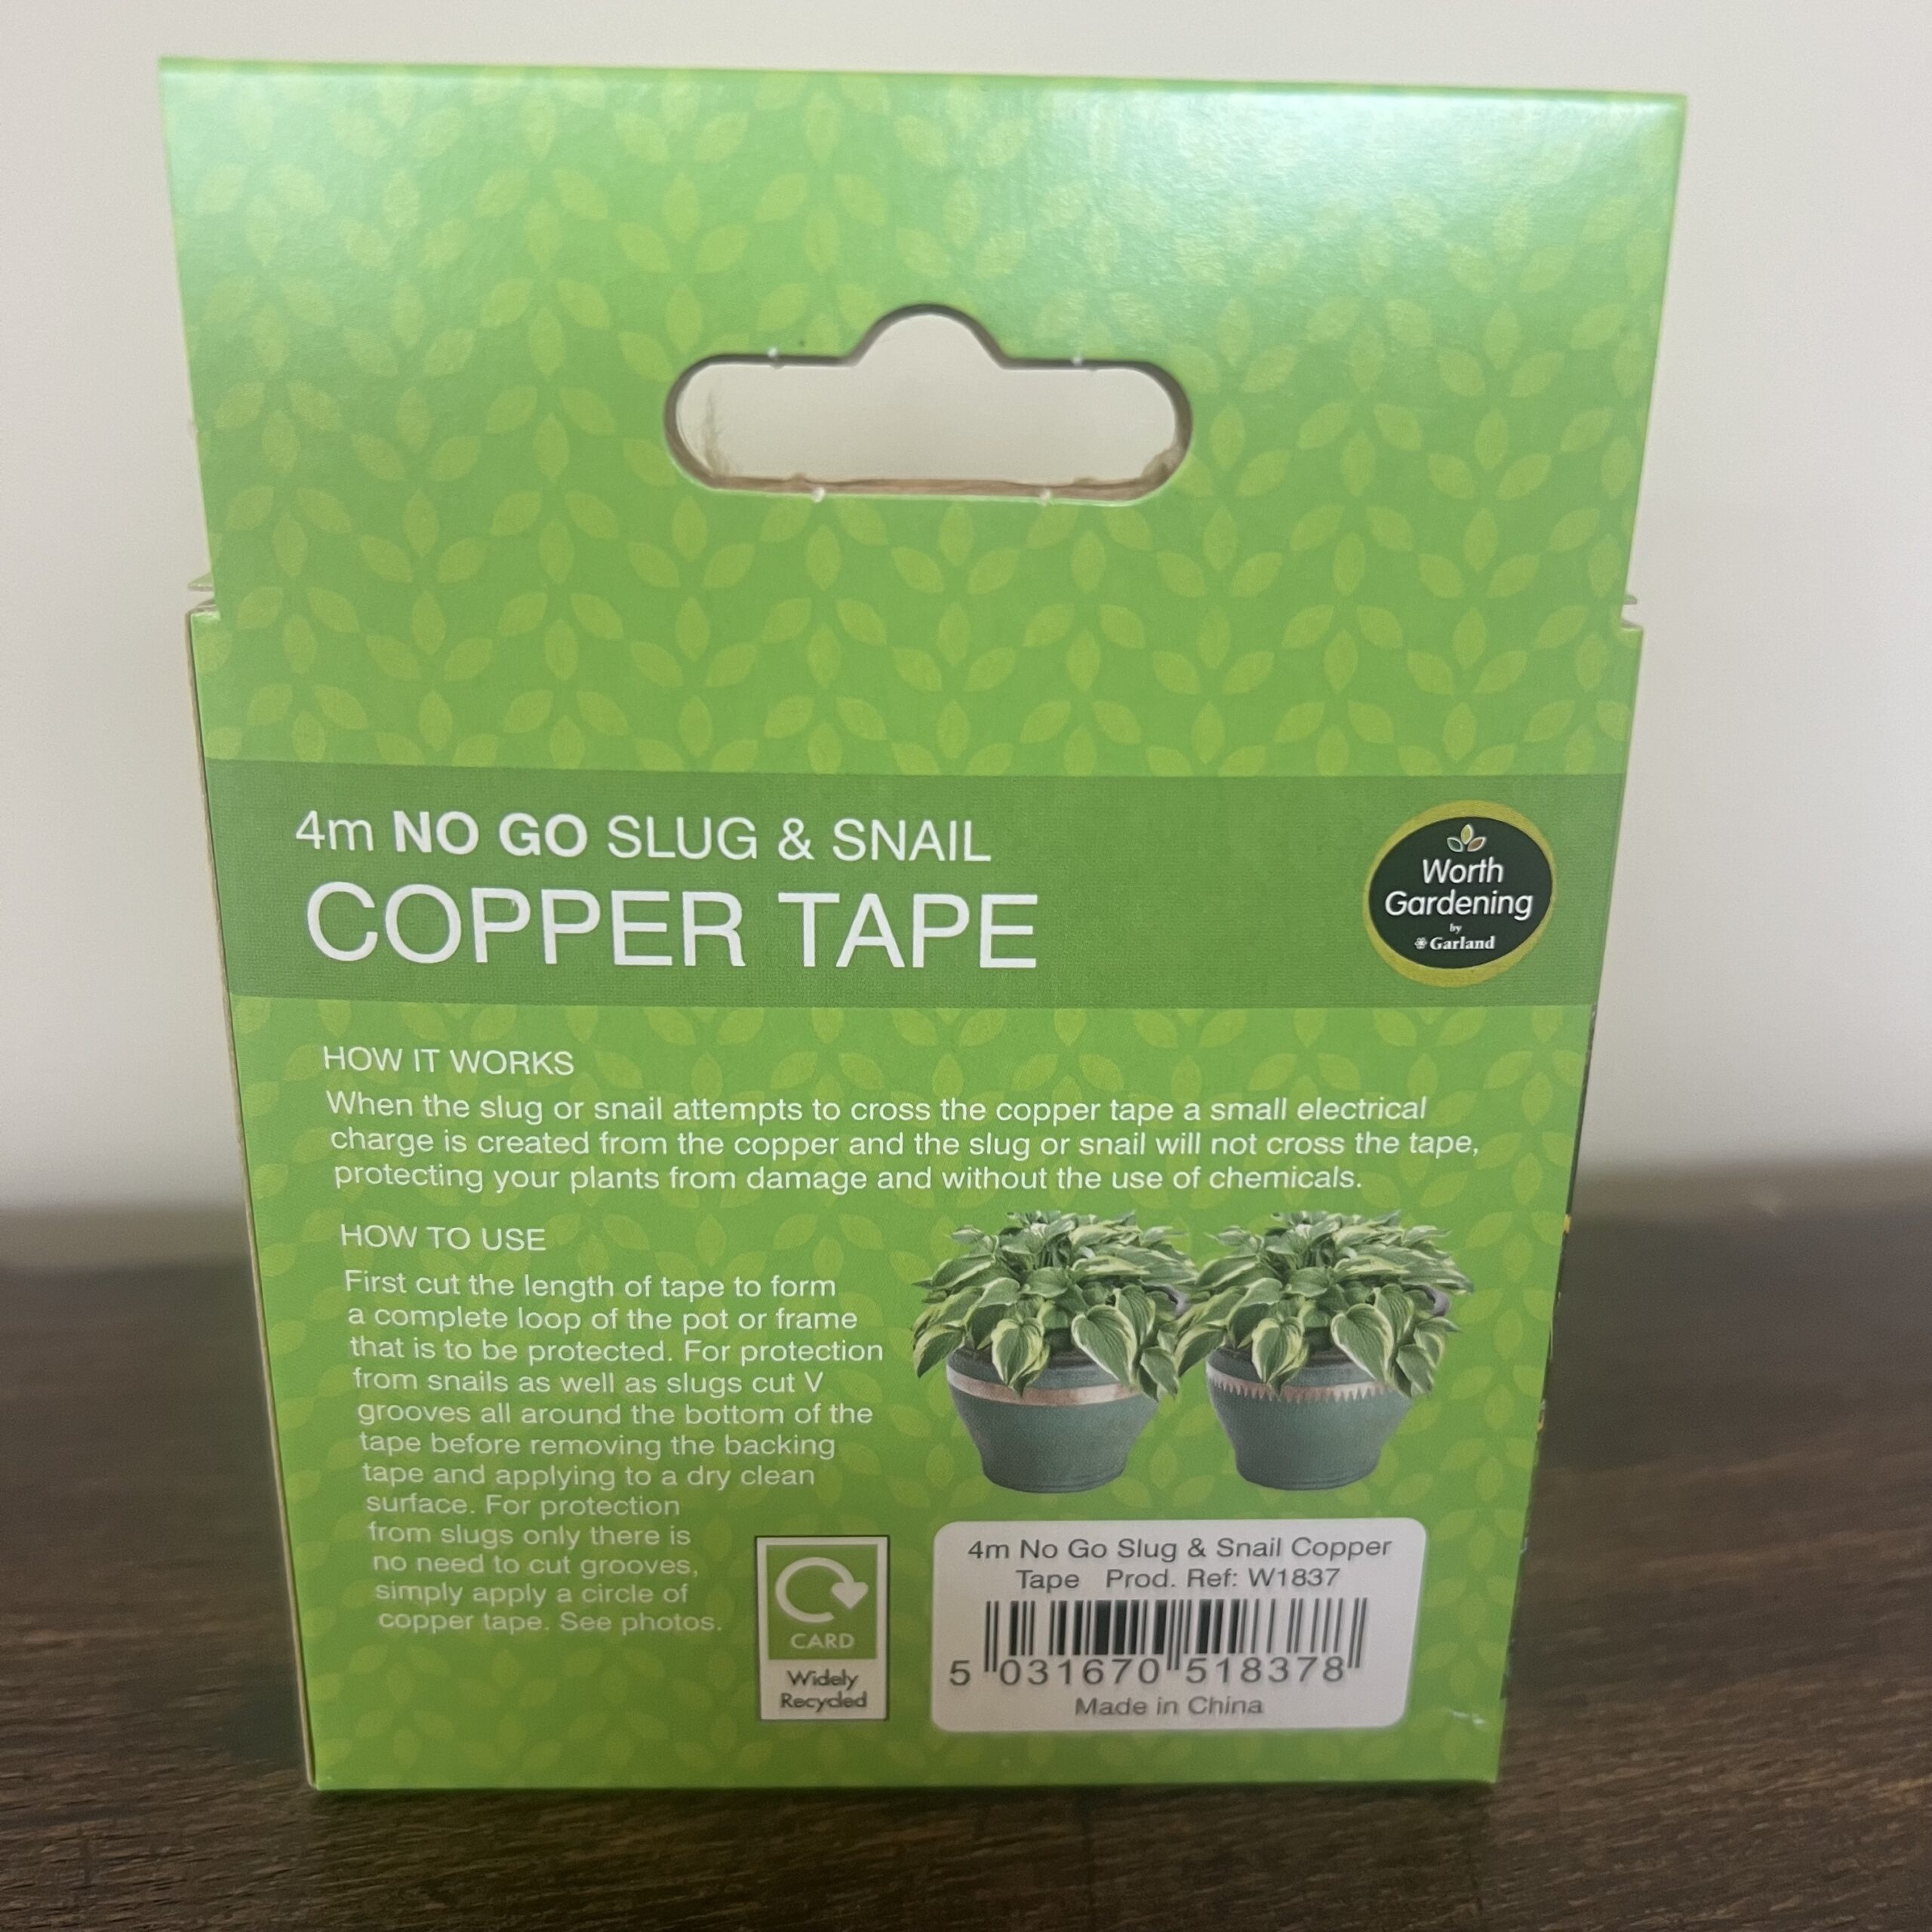 4m NO GO SLUG & SNAIL
COPPER TAPE
Worth
Gardening
by
Garland
HOW IT WORKS
When the slug or snail attempts to cross the copper tape a small electrical
charge is created from the copper and the slug or snail will not cross the tape,
protecting your plants from damage and without the use of chemicals.
HOW TO USE
First cut the length of tape to form
a complete loop of the pot or frame
that is to be protected. For protection
from snails as well as slugs cut V
grooves all around the bottom of the
tape before removing the backing
tape and applying to a dry clean
surface. For protection
from slugs only there is
no need to cut grooves,
simply apply a circle of
copper tape. See photos.
CARD
Widely
Recycled
4m No Go Slug & Snail Copper
Tape Prod. Ref: W1837
5 031670 518378
Made in China